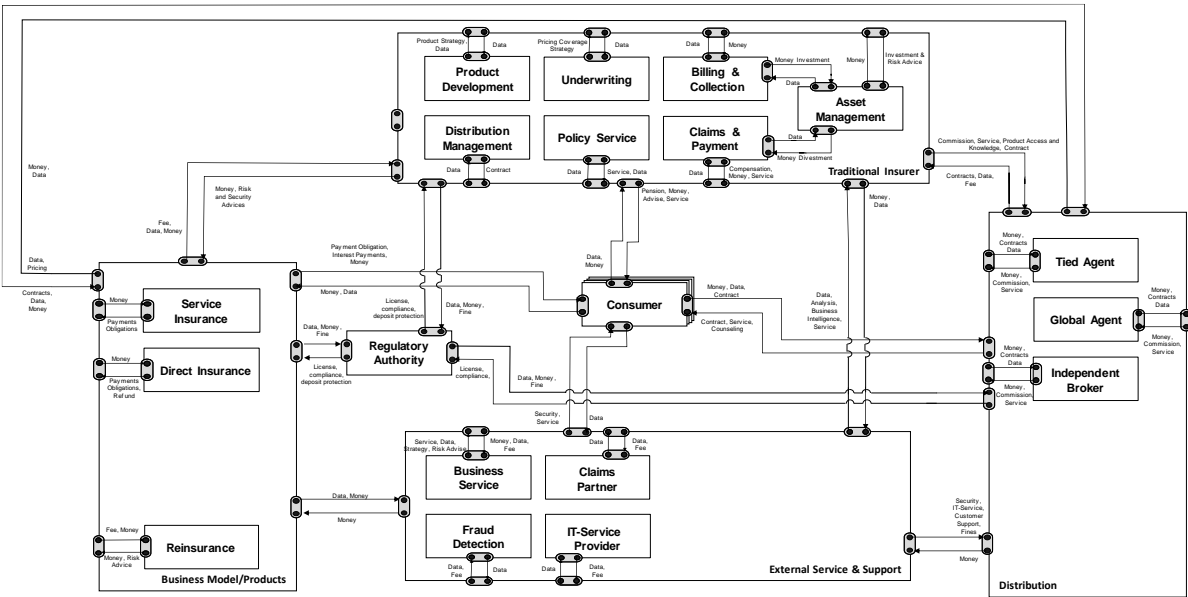 Product Strategy,
Data
Data
Pricing Coverage
Strategy
Data
Data
Money
Money
Investment &
Risk Advice
Product
Development
Underwriting
Billing &
Collection
Money Investment
Data
Asset
Management
Distribution
Management
Policy Service
Claims &
Payment
Data
Money Divestment
Data
Contract
Data
Service, Data
Data
Compensation,
Money, Service
Traditional Insurer
Commission, Service, Product Access and
Knowledge, Contract
Contracts, Data,
Fee
Money,
Data
Money, Risk
and Security
Advices
Fee,
Data, Money
Pension, Money,
Advise, Service
Money,
Data
Data,
Pricing
Contracts,
Data,
Money
Payment Obligation,
Interest Payments,
Money
Money, Data
Data,
Money
Consumer
Money, Data,
Contract
Contract, Service,
Counseling
Data,
Analysis,
Business
Intelligence,
Service
Money,
Contracts
Data
Money,
Commission,
Service
Tied Agent
Global Agent
Money,
Contracts
Data
Money,
Commission,
Service
Money
Payments
Obligations
Service
Insurance
License,
compliance,
deposit protection
Data, Money,
Fine
Data, Money,
Fine
License,
compliance,
deposit protection
Regulatory
Authority
License,
compliance,
Data, Money,
Fine
Money
Payments
Obligations,
Refund
Direct Insurance
Money,
Contracts
Data
Money,
Commission,
Service
Independent
Broker
Security,
Service
Data
Service, Data,
Strategy, Risk Advise
Money, Data,
Fee
Data
Data,
Fee
Business
Service
Claims
Partner
Data, Money
Money
Fraud
Detection
IT-Service
Provider
Data,
Fee
Data
Data
Data,
Fee
External Service & Support
Security,
IT-Service,
Customer
Support,
Fines
Money
Fee, Money
Money, Risk
Advice
Reinsurance
Business Model/Products
Distribution